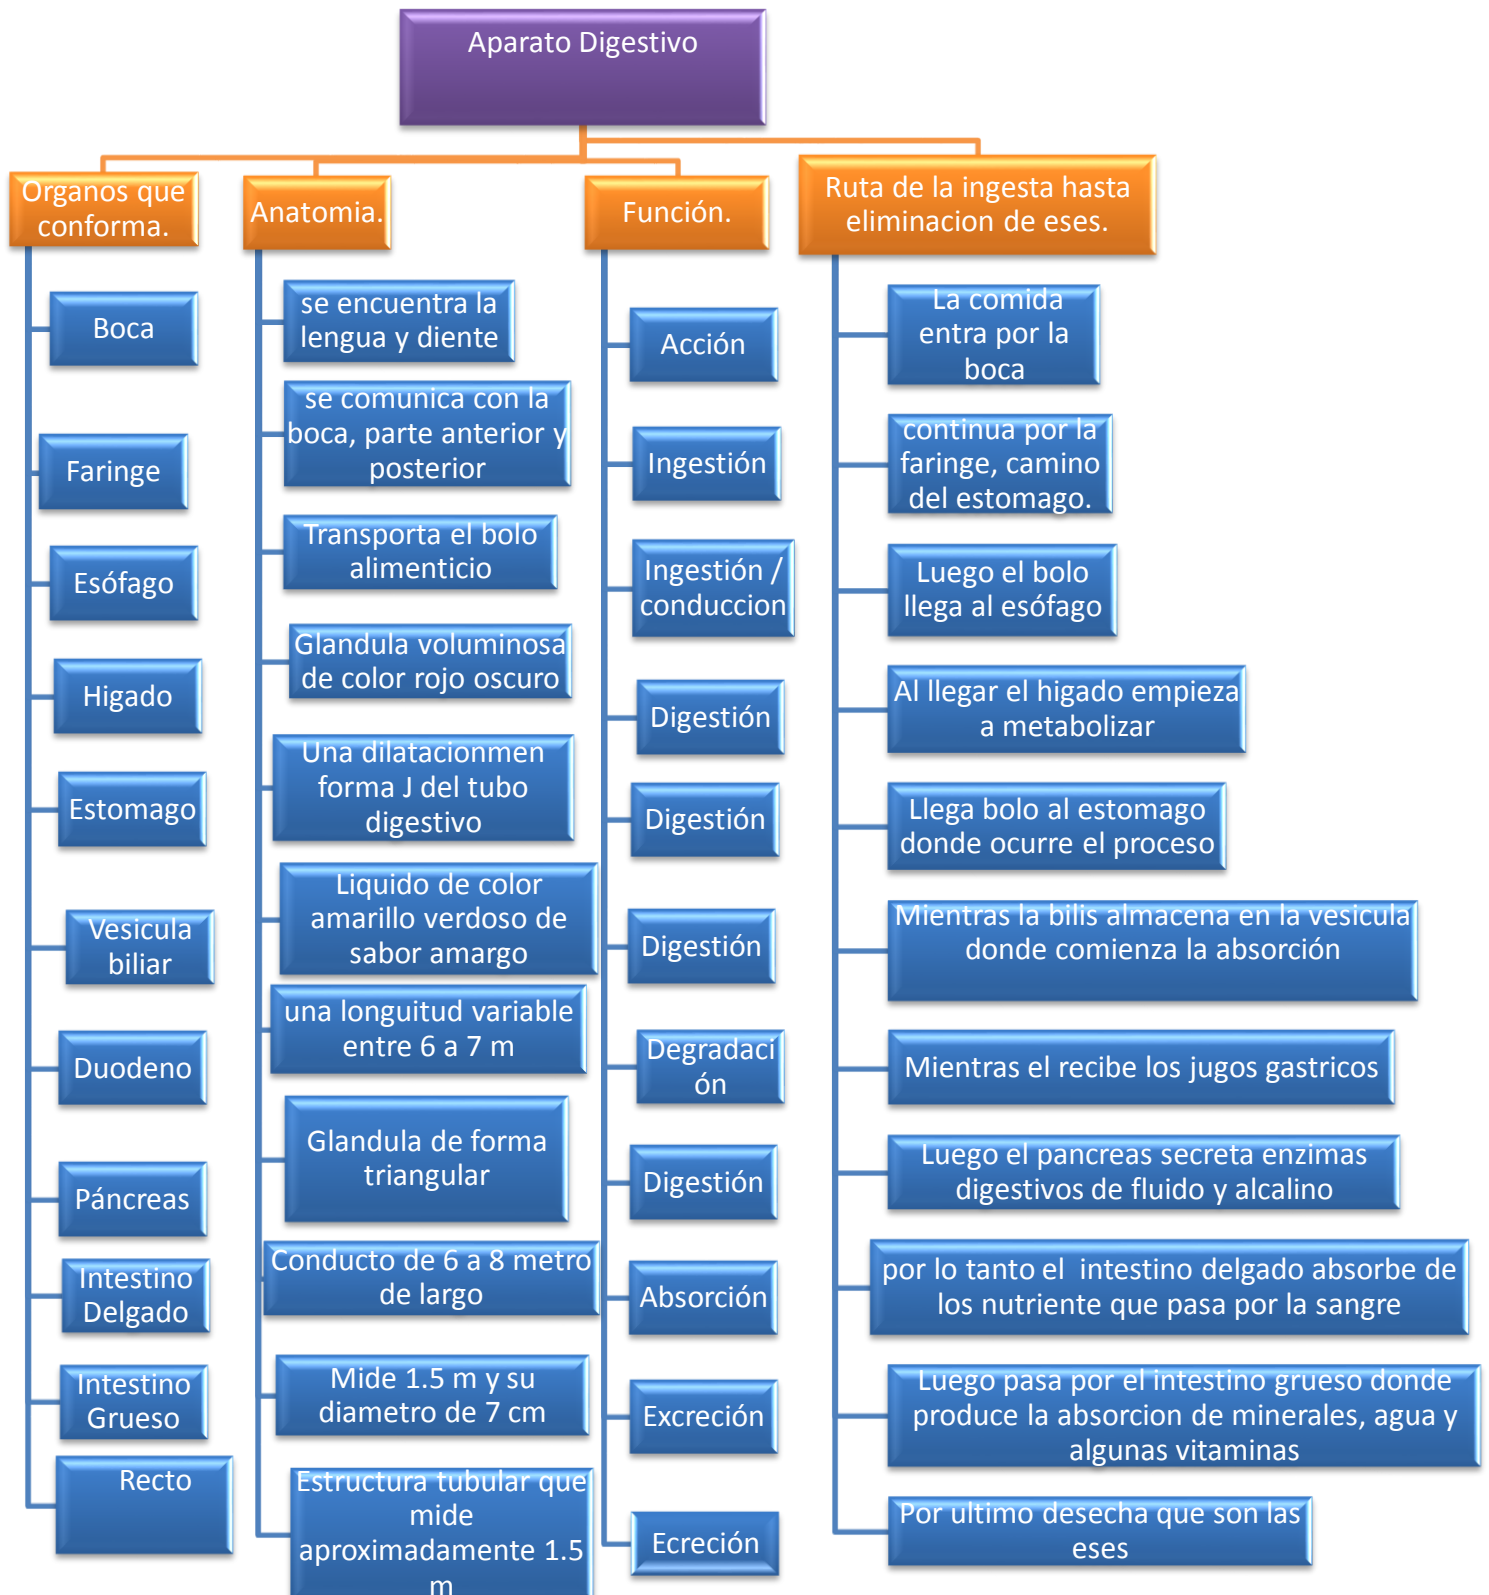 Aparato Digestivo
Organos que
conforma.
Boca
Faringe
Esófago
Higado
Estomago
Vesicula
biliar
Duodeno
Páncreas
Intestino
Delgado
Intestino
Grueso
Recto
Anatomia.
se encuentra la
lengua y diente
se comunica con la
boca, parte anterior y
posterior
Transporta el bolo
alimenticio
Glandula voluminosa
de color rojo oscuro
Una dilatacionmen
forma J del tubo
digestivo
Liquido de color
amarillo verdoso de
sabor amargo
una longuitud variable
entre 6 a 7 m
Glandula de forma
triangular
Conducto de 6 a 8 metro
de largo
Mide 1.5 m y su
diametro de 7 cm
Estructura tubular que
mide
aproximadamente 1.5
m
Función.
Acción
Ingestión
Ingestión /
conduccion
Digestión
Digestión
Digestión
Degradaci
ón
Digestión
Absorción
Excreción
Ecreción
Ruta de la ingesta hasta
eliminacion de eses.
La comida
entra por la
boca
continua por la
faringe, camino
del estomago.
Luego el bolo
llega al esófago
Al llegar el higado empieza
a metabolizar
Llega bolo al estomago
donde ocurre el proceso
Mientras la bilis almacena en la vesicula
donde comienza la absorción
Mientras el recibe los jugos gastricos
Luego el pancreas secreta enzimas
digestivos de fluido y alcalino
por lo tanto el intestino delgado absorbe de
los nutriente que pasa por la sangre
Luego pasa por el intestino grueso donde
produce la absorcion de minerales, agua y
algunas vitaminas
Por ultimo desecha que son las
eses